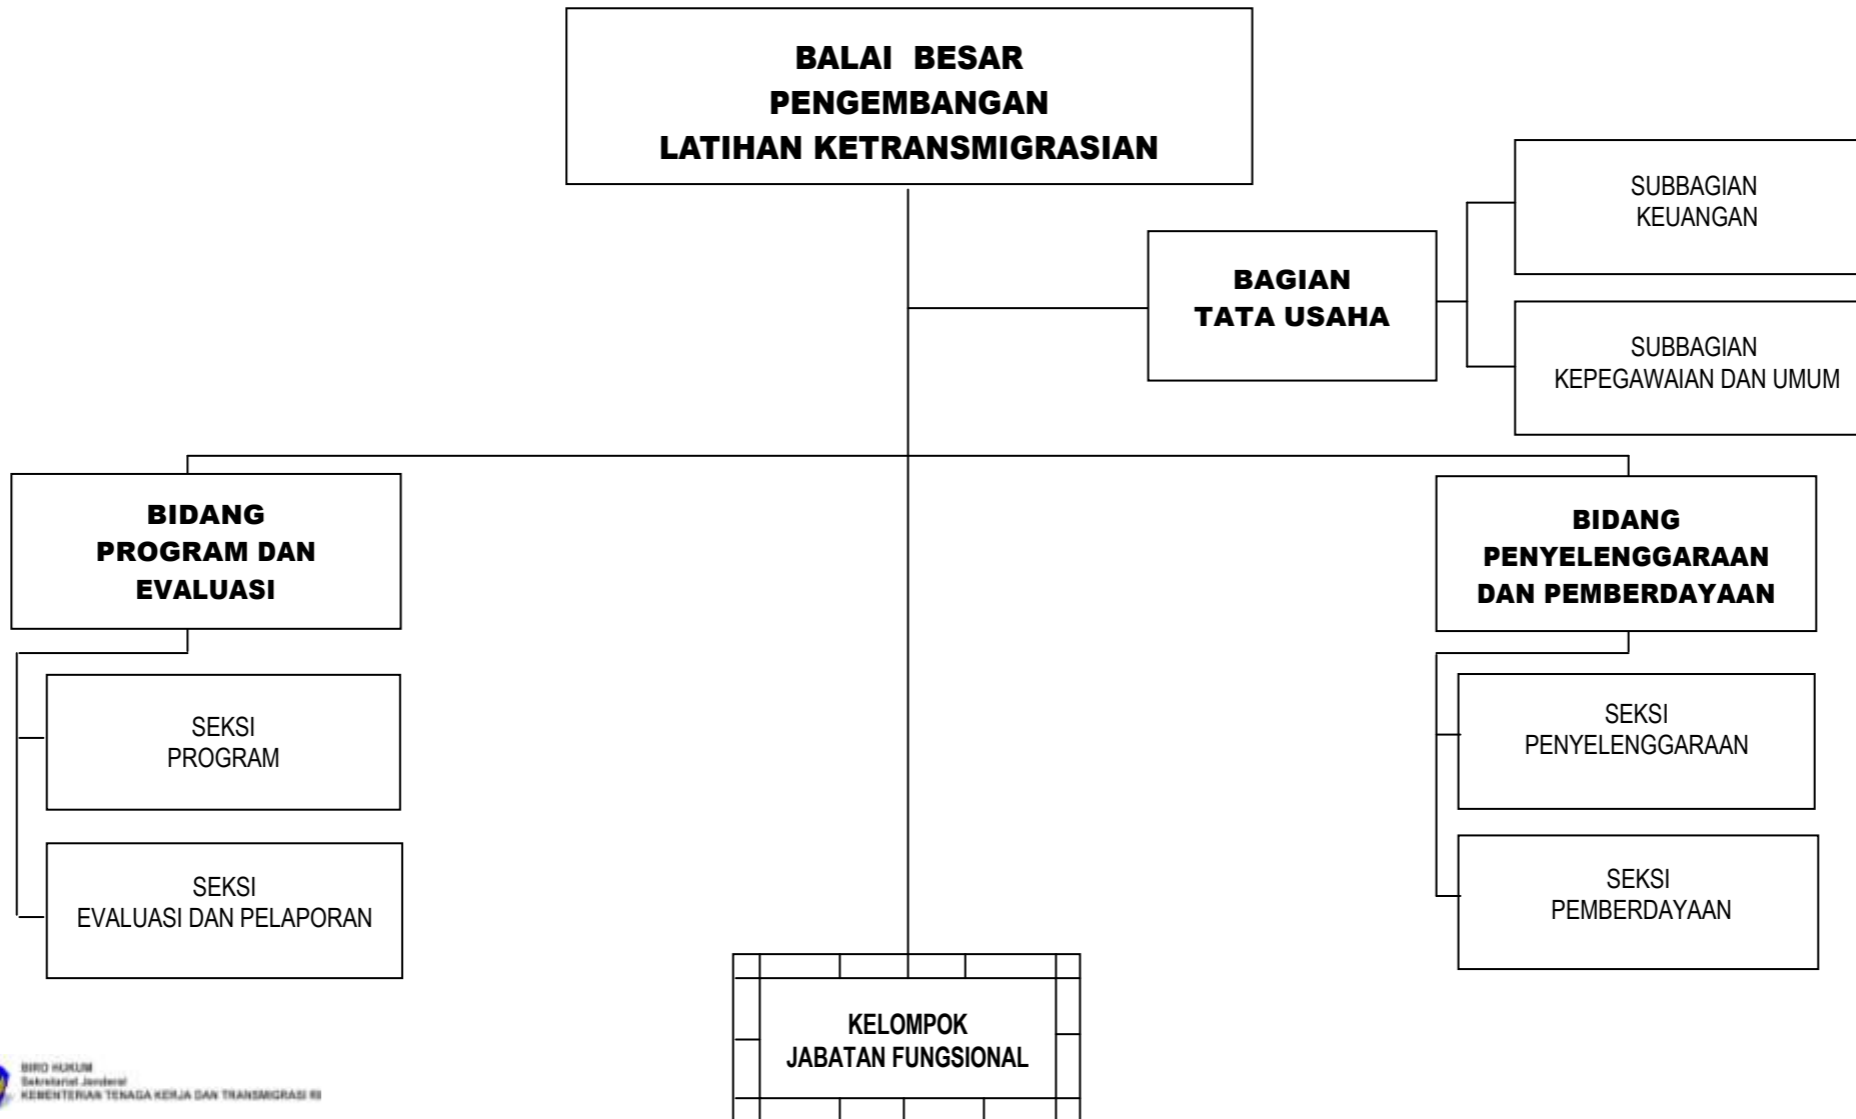 BALAI BESAR
PENGEMBANGAN
LATIHAN KETRANSMIGRASIAN
SUBBAGIAN
KEUANGAN
BAGIAN
TATA USAHA
SUBBAGIAN
KEPEGAWAIAN DAN UMUM
BIDANG
PROGRAM DAN
EVALUASI
BIDANG
PENYELENGGARAAN
DAN PEMBERDAYAAN
SEKSI
PROGRAM
SEKSI
PENYELENGGARAAN
SEKSI
EVALUASI DAN PELAPORAN
SEKSI
PEMBERDAYAAN
KELOMPOK
JABATAN FUNGSIONAL
BIRO HUKUM
Sekretariat Jenderal
KEMENTERIAN TENAGA KERJA DAN TRANSMIGRASI RI